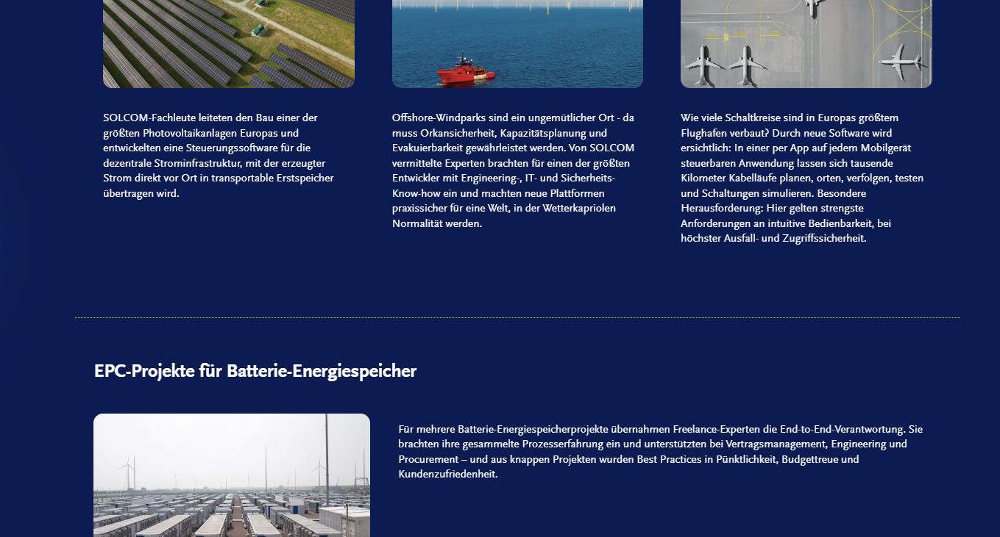 SOLCOM-Fachleute leiteten den Bau einer der
größten Photovoltaikanlagen Europas und
entwickelten eine Steuerungssoftware für die
dezentrale Strominfrastruktur, mit der erzeugter
Strom direkt vor Ort in transportable Erstspeicher
übertragen wird.
Offshore-Windparks sind ein ungemütlicher Ort - da
muss Orkansicherheit, Kapazitätsplanung und
Evakuierbarkeit gewährleistet werden. Von SOLCOM
vermittelte Experten brachten für einen der größten
Entwickler mit Engineering-, IT- und Sicherheits-
Know-how ein und machten neue Plattformen
praxissicher für eine Welt, in der Wetterkapriolen
Normalität werden.
Wie viele Schaltkreise sind in Europas größtem
Flughafen verbaut? Durch neue Software wird
ersichtlich: In einer per App auf jedem Mobilgerät
steuerbaren Anwendung lassen sich tausende
Kilometer Kabelläufe planen, orten, verfolgen, testen
und Schaltungen simulieren. Besondere
Herausforderung: Hier gelten strengste
Anforderungen an intuitive Bedienbarkeit, bei
höchster Ausfall- und Zugriffssicherheit.
EPC-Projekte für Batterie-Energiespeicher
Für mehrere Batterie-Energiespeicherprojekte übernahmen Freelance-Experten die End-to-End-Verantwortung. Sie
brachten ihre gesammelte Prozesserfahrung ein und unterstützten bei Vertragsmanagement, Engineering und
Procurement – und aus knappen Projekten wurden Best Practices in Pünktlichkeit, Budgettreue und
Kundenzufriedenheit.